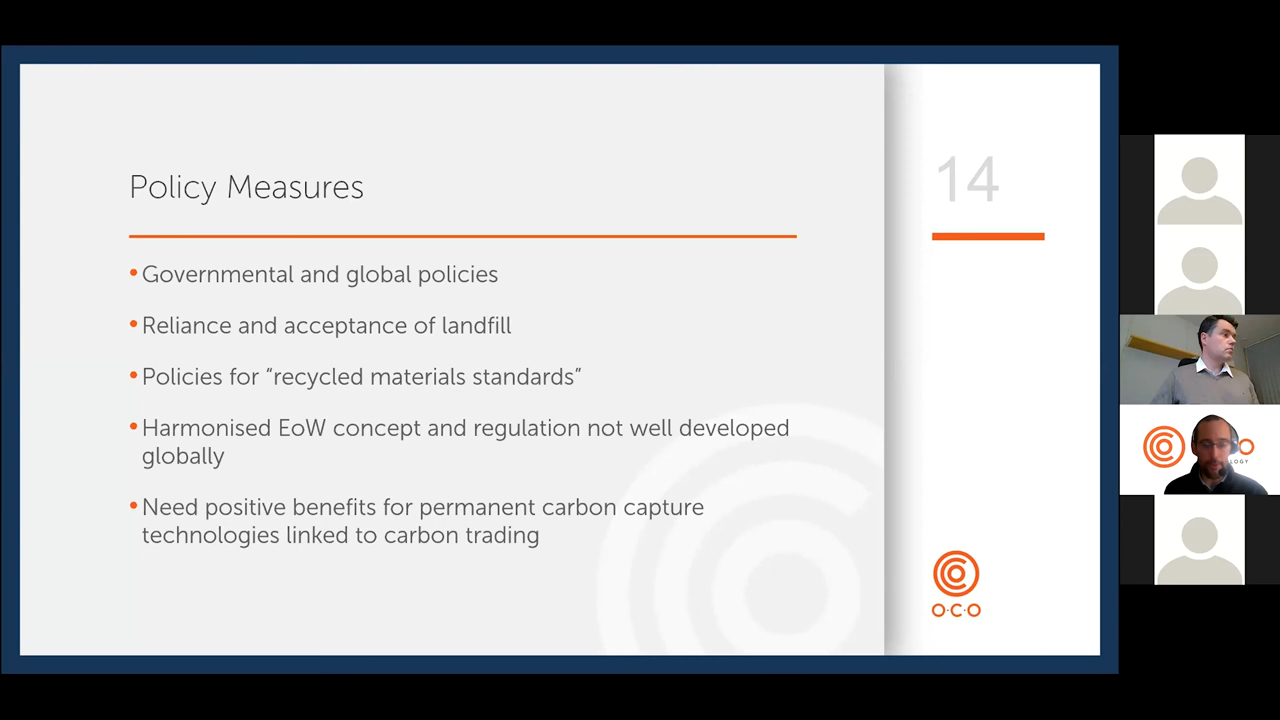 Policy Measures
14
•Governmental and global policies
•Reliance and acceptance of landfill
•Policies for “recycled materials standards”
•Harmonised EoW concept and regulation not well developed
globally
•Need positive benefits for permanent carbon capture
technologies linked to carbon trading
O·C·O